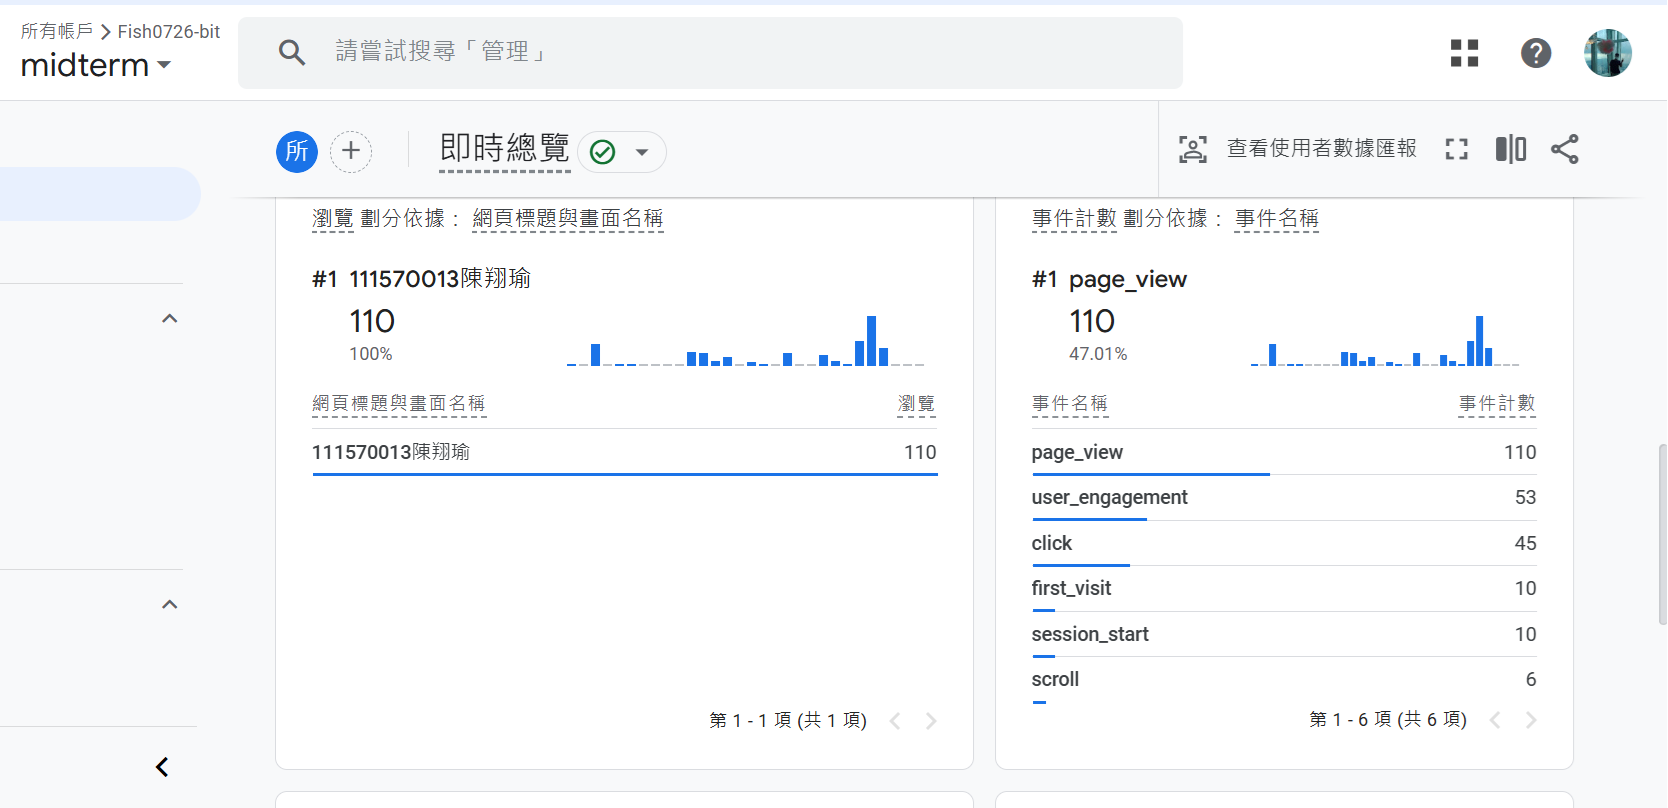 所有帳戶 > Fish0726-bit
midterm
請嘗試搜尋「管理」
所
即時總覽
查看使用者數據匯報
瀏覽 劃分依據： 網頁標題與畫面名稱
#1 111570013陳翔瑜
110
100%
網頁標題與畫面名稱 瀏覽
111570013陳翔瑜 110
第 1 - 1 項 (共 1 項)
事件計數 劃分依據： 事件名稱
#1 page_view
110
47.01%
事件名稱 事件計數
page_view 110
user_engagement 53
click 45
first_visit 10
session_start 10
scroll 6
第 1 - 6 項 (共 6 項)